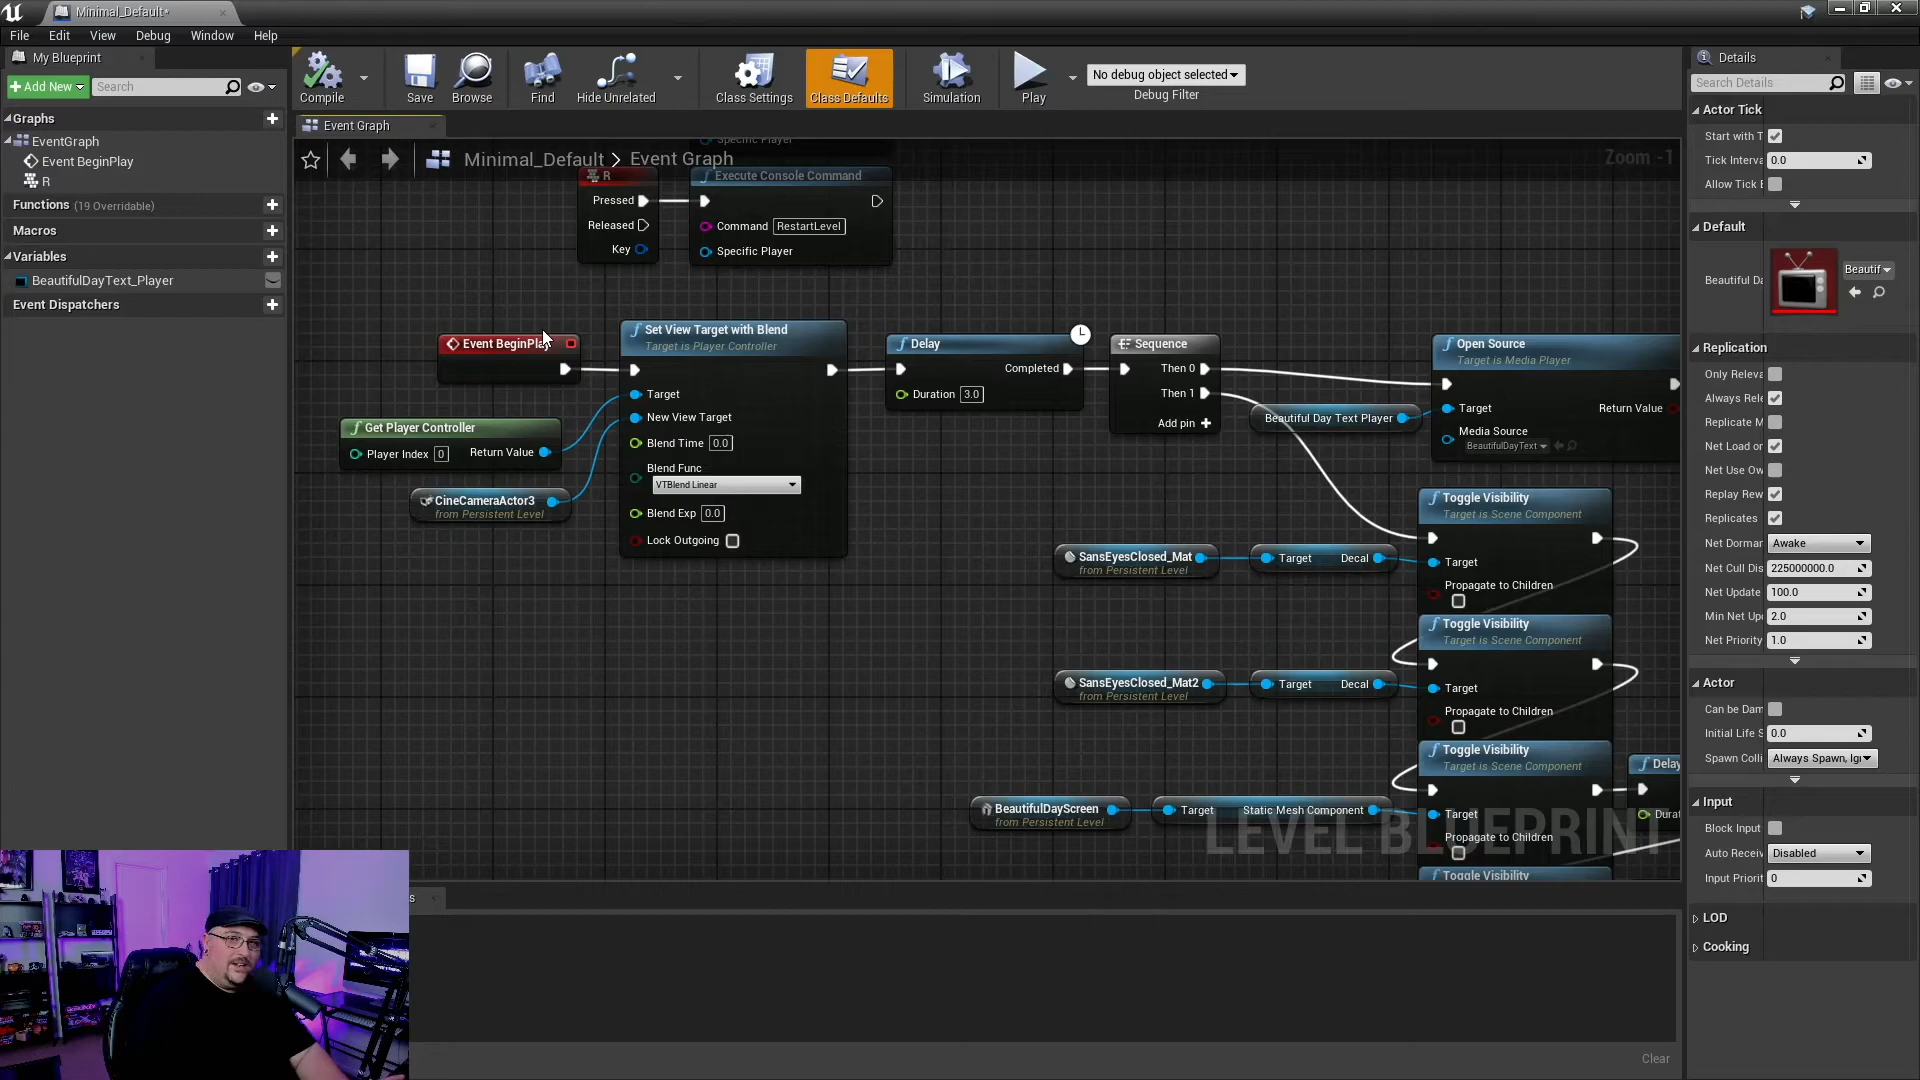 Minimal_Default*
File Edit View Debug Window Help
My Blueprint
Add New
Search
Graphs
EventGraph
Event BeginPlay
R
Functions (19 Overridable)
Macros
Variables
BeautifulDayText_Player
Event Dispatchers
Compile
Save
Browse
Find
Hide Unrelated
Class Settings
Class Defaults
Simulation
Play
No debug object selected
Debug Filter
Event Graph
Minimal_Default > Event Graph
Zoom -1
Specific Player
R
Pressed
Released
Key
Execute Console Command
Command RestartLevel
Specific Player
Event BeginPlay
Get Player Controller
Player Index 0 Return Value
CineCameraActor3
from Persistent Level
Set View Target with Blend
Target is Player Controller
Target
New View Target
Blend Time 0.0
Blend Func
VTBlend Linear
Blend Exp 0.0
Lock Outgoing
Delay
Completed
Duration 3.0
Sequence
Then 0
Then 1
Add pin
Beautiful Day Text Player
Open Source
Target is Media Player
Target Return Value
Media Source
BeautifulDayText
Toggle Visibility
Target is Scene Component
Target
Propagate to Children
SansEyesClosed_Mat
from Persistent Level
Target Decal
Toggle Visibility
Target is Scene Component
Target
Propagate to Children
SansEyesClosed_Mat2
from Persistent Level
Target Decal
Toggle Visibility
Target is Scene Component
Target
Propagate to Children
BeautifulDayScreen
from Persistent Level
Target Static Mesh Component
Delay
Dura
Toggle Visibility
LEVEL BLUEPRINT
s
Clear
Details
Search Details
Actor Tick
Start with T
Tick Interva 0.0
Allow Tick
Default
Beautiful Da
Beautif
Replication
Only Releva
Always Rele
Replicate M
Net Load or
Net Use Ow
Replay Rew
Replicates
Net Dorman Awake
Net Cull Dis 225000000.0
Net Update 100.0
Min Net Up 2.0
Net Priority 1.0
Actor
Can be Dam
Initial Life S 0.0
Spawn Colli Always Spawn, Ig
Input
Block Input
Auto Receiv Disabled
Input Priorit 0
LOD
Cooking